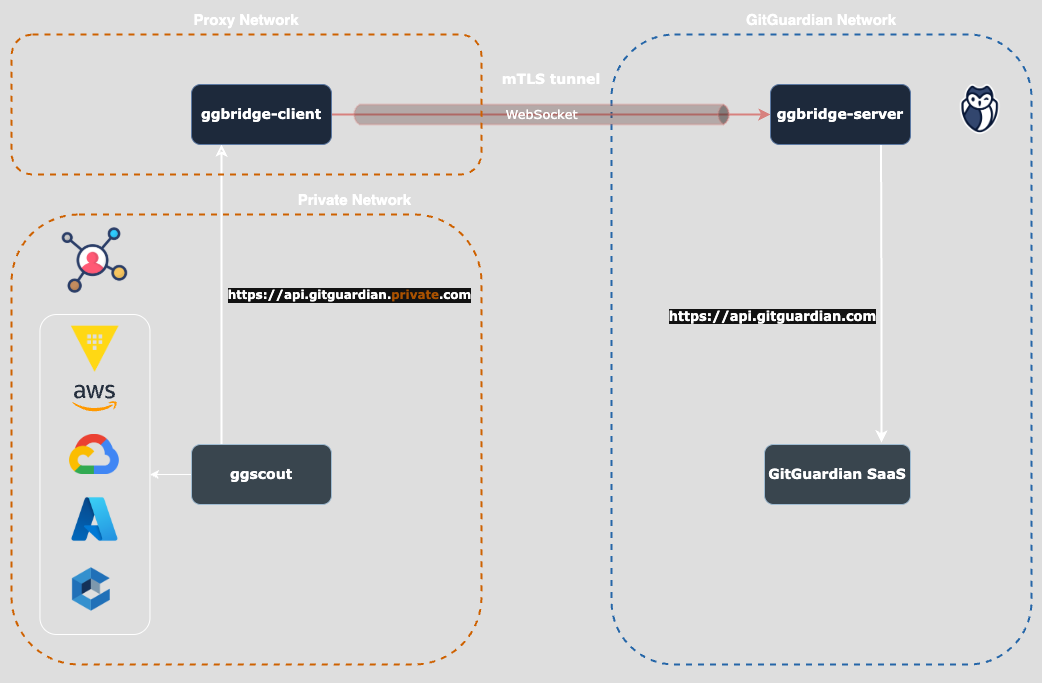 Proxy Network
GitGuardian Network
mTLS tunnel
ggbridge-client
WebSocket
ggbridge-server
Private Network
https://api.gitguardian.private.com
https://api.gitguardian.com
aws
ggscout
GitGuardian SaaS